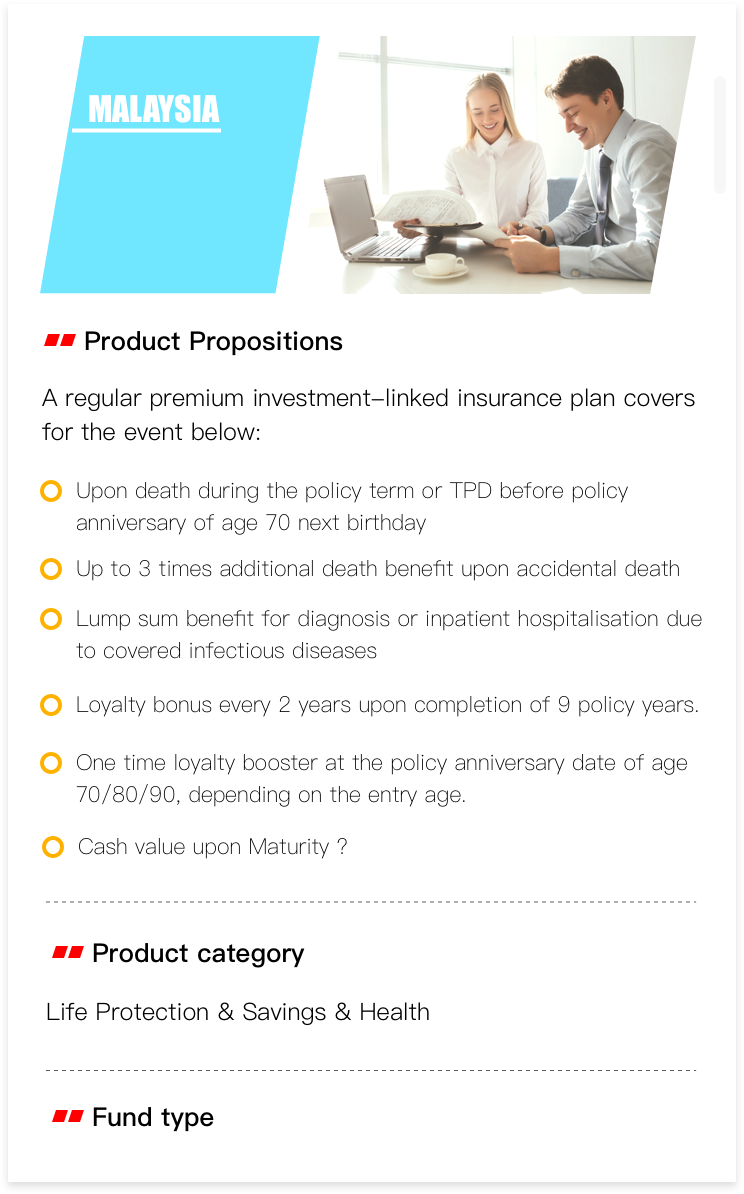 MALAYSIA
Product Propositions
A regular premium investment-linked insurance plan covers
for the event below:
Upon death during the policy term or TPD before policy
anniversary of age 70 next birthday
Up to 3 times additional death benefit upon accidental death
Lump sum benefit for diagnosis or inpatient hospitalisation due
to covered infectious diseases
Loyalty bonus every 2 years upon completion of 9 policy years.
One time loyalty booster at the policy anniversary date of age
70/80/90, depending on the entry age.
Cash value upon Maturity ?
Product category
Life Protection & Savings & Health
Fund type